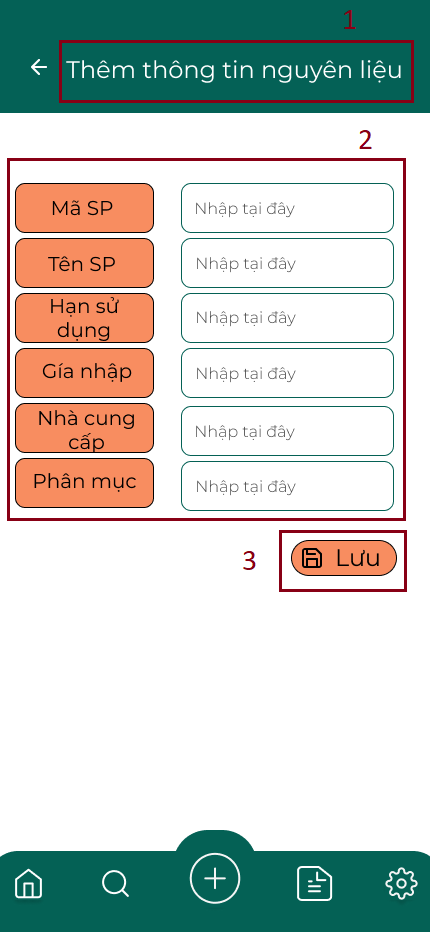 1
Thêm thông tin nguyên liệu
2
Mã SP
Nhập tại đây
Tên SP
Nhập tại đây
Hạn sử
dụng
Nhập tại đây
Gía nhập
Nhập tại đây
Nhà cung
cấp
Nhập tại đây
Phân mục
Nhập tại đây
3
Lưu